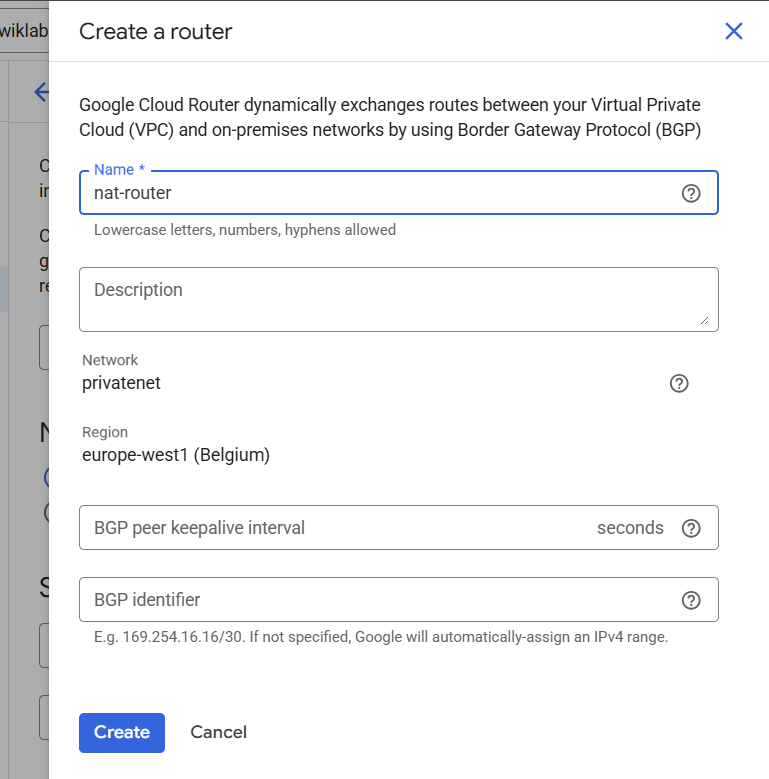 Create a router
Google Cloud Router dynamically exchanges routes between your Virtual Private
Cloud (VPC) and on-premises networks by using Border Gateway Protocol (BGP)
Name *
nat-router
Lowercase letters, numbers, hyphens allowed
Description
Network
privatenet
Region
europe-west1 (Belgium)
BGP peer keepalive interval seconds
BGP identifier
E.g. 169.254.16.16/30. If not specified, Google will automatically-assign an IPv4 range.
Create Cancel